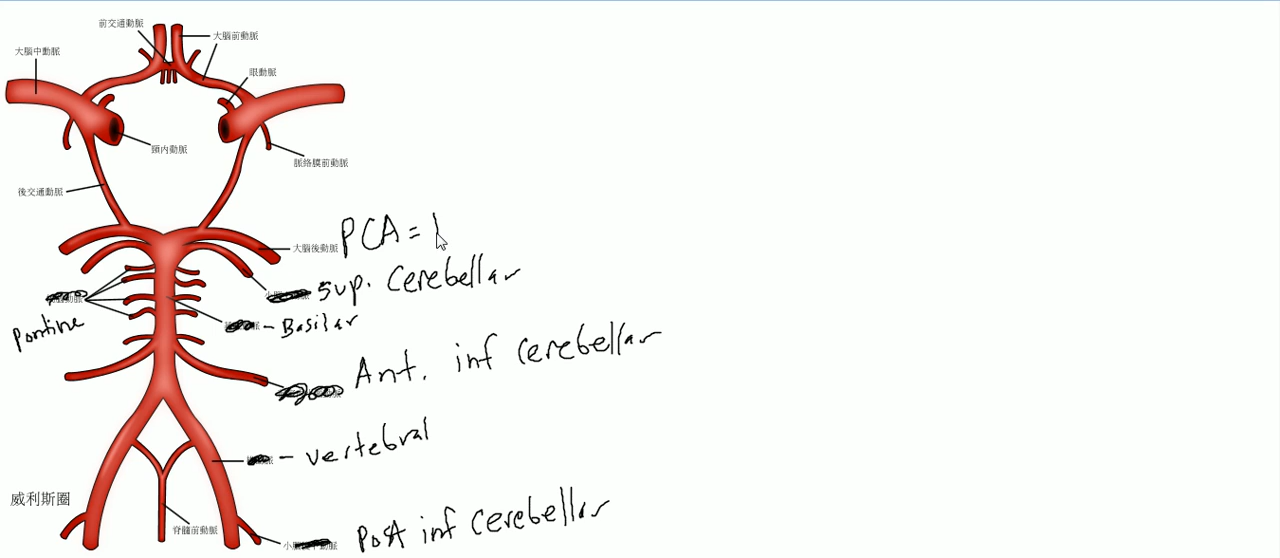 前交通動脈
大腦前動脈
大腦中動脈
眼動脈
頸內動脈
脈絡膜前動脈
後交通動脈
PCA =
大腦後動脈
Sup. Cerebellar
Pontine
- Basilar
Ant. inf cerebellar
- vertebral
威利斯圈
脊髓前動脈
Post inf cerebellar